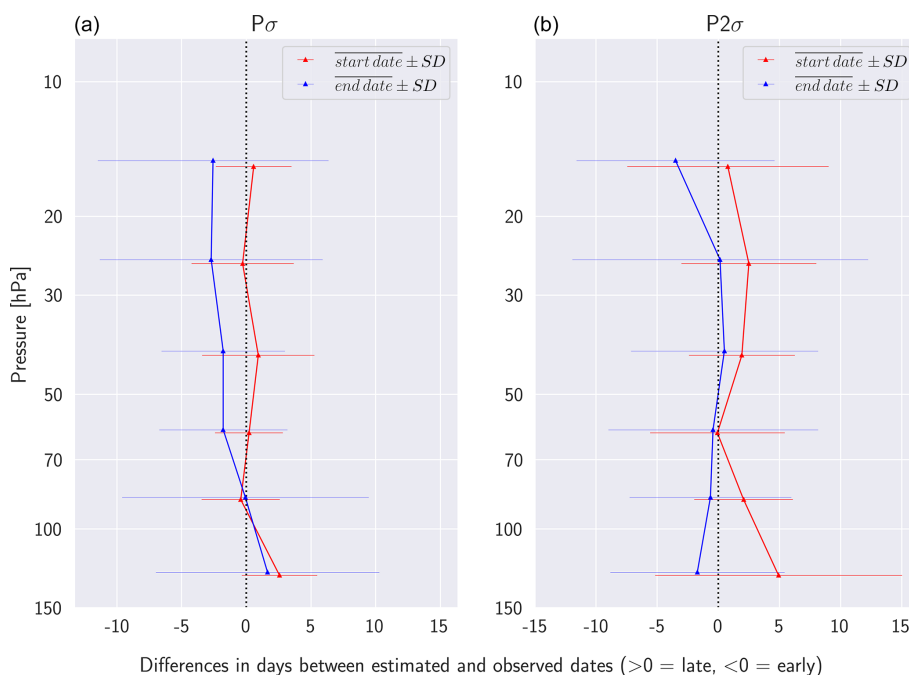 (a) Pσ (b) P2σ
start date ± SD
end date ± SD
start date ± SD
end date ± SD
Pressure [hPa]
10
20
30
50
70
100
150
10
20
30
50
70
100
150
-10 -5 0 5 10 15
-15 -10 -5 0 5 10 15
Differences in days between estimated and observed dates (>0 = late, <0 = early)